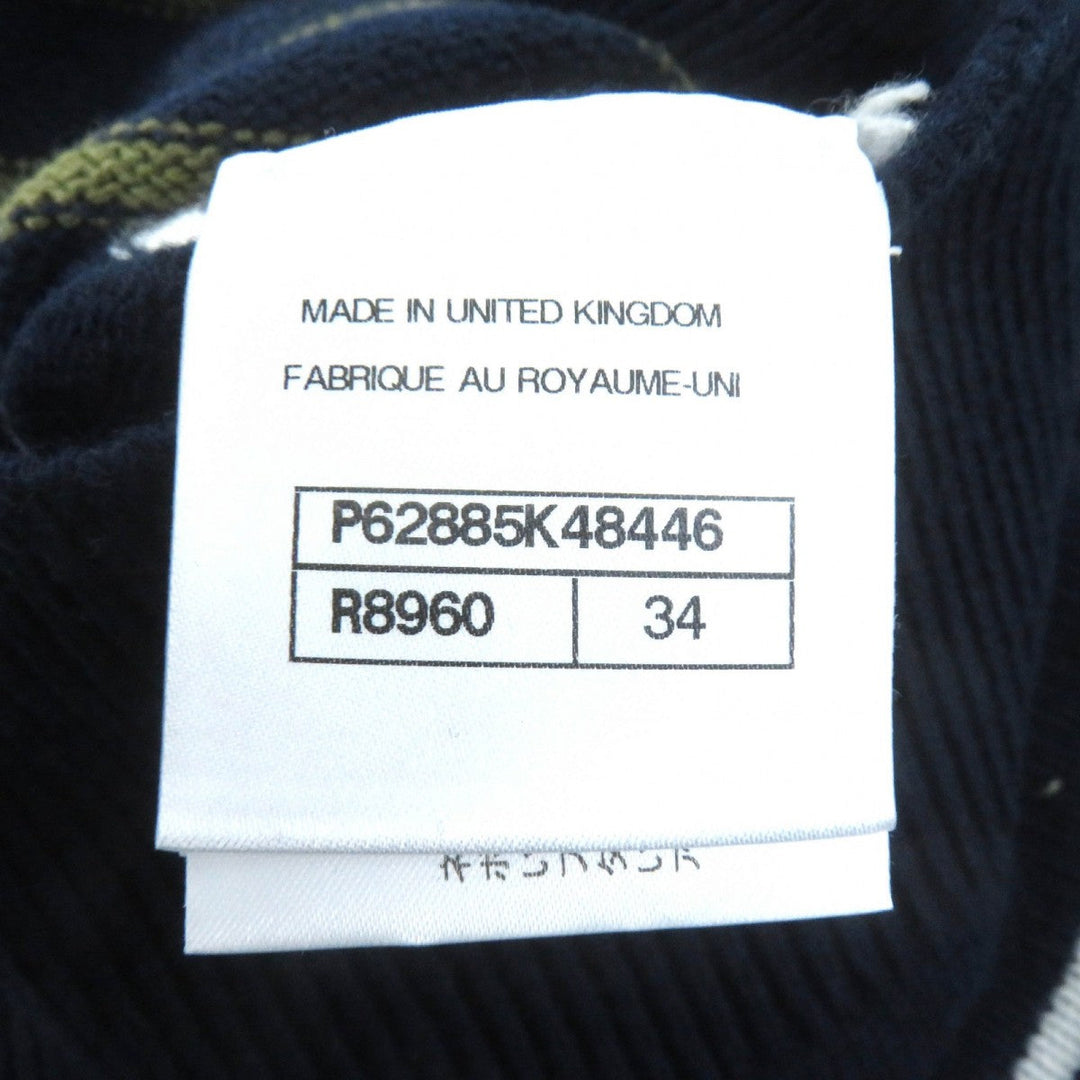 MADE IN UNITED KINGDOM
FABRIQUE AU ROYAUME-UNI
P62885K48446
R8960 34